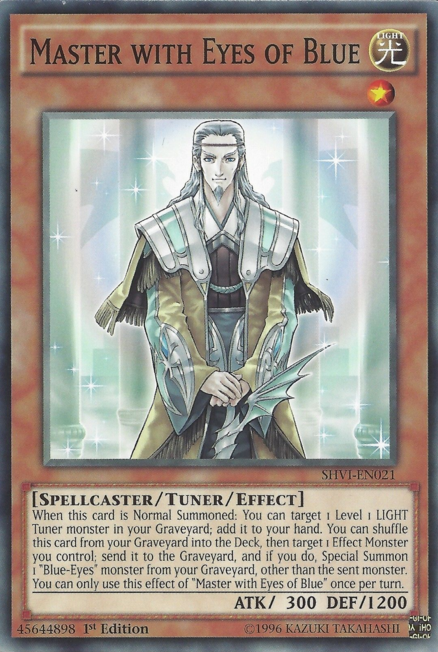 MASTER WITH EYES OF BLUE
LIGHT
光
SHVI-EN021
[SPELLCASTER/TUNER/EFFECT]
When this card is Normal Summoned: You can target 1 Level 1 LIGHT
Tuner monster in your Graveyard; add it to your hand. You can shuffle
this card from your Graveyard into the Deck, then target 1 Effect Monster
you control; send it to the Graveyard, and if you do, Special Summon
1 "Blue-Eyes" monster from your Graveyard, other than the sent monster.
You can only use this effect of "Master with Eyes of Blue" once per turn.
ATK/ 300 DEF/1200
45644898 1st Edition ©1996 KAZUKI TAKAHASHI